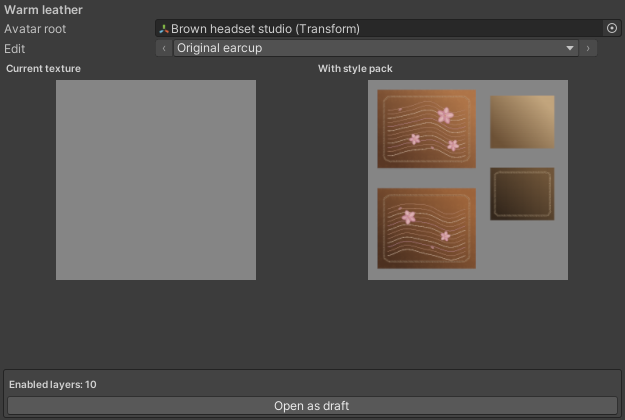 Warm leather
Avatar root
Brown headset studio (Transform)
Edit
Original earcup
Current texture
With style pack
Enabled layers: 10
Open as draft